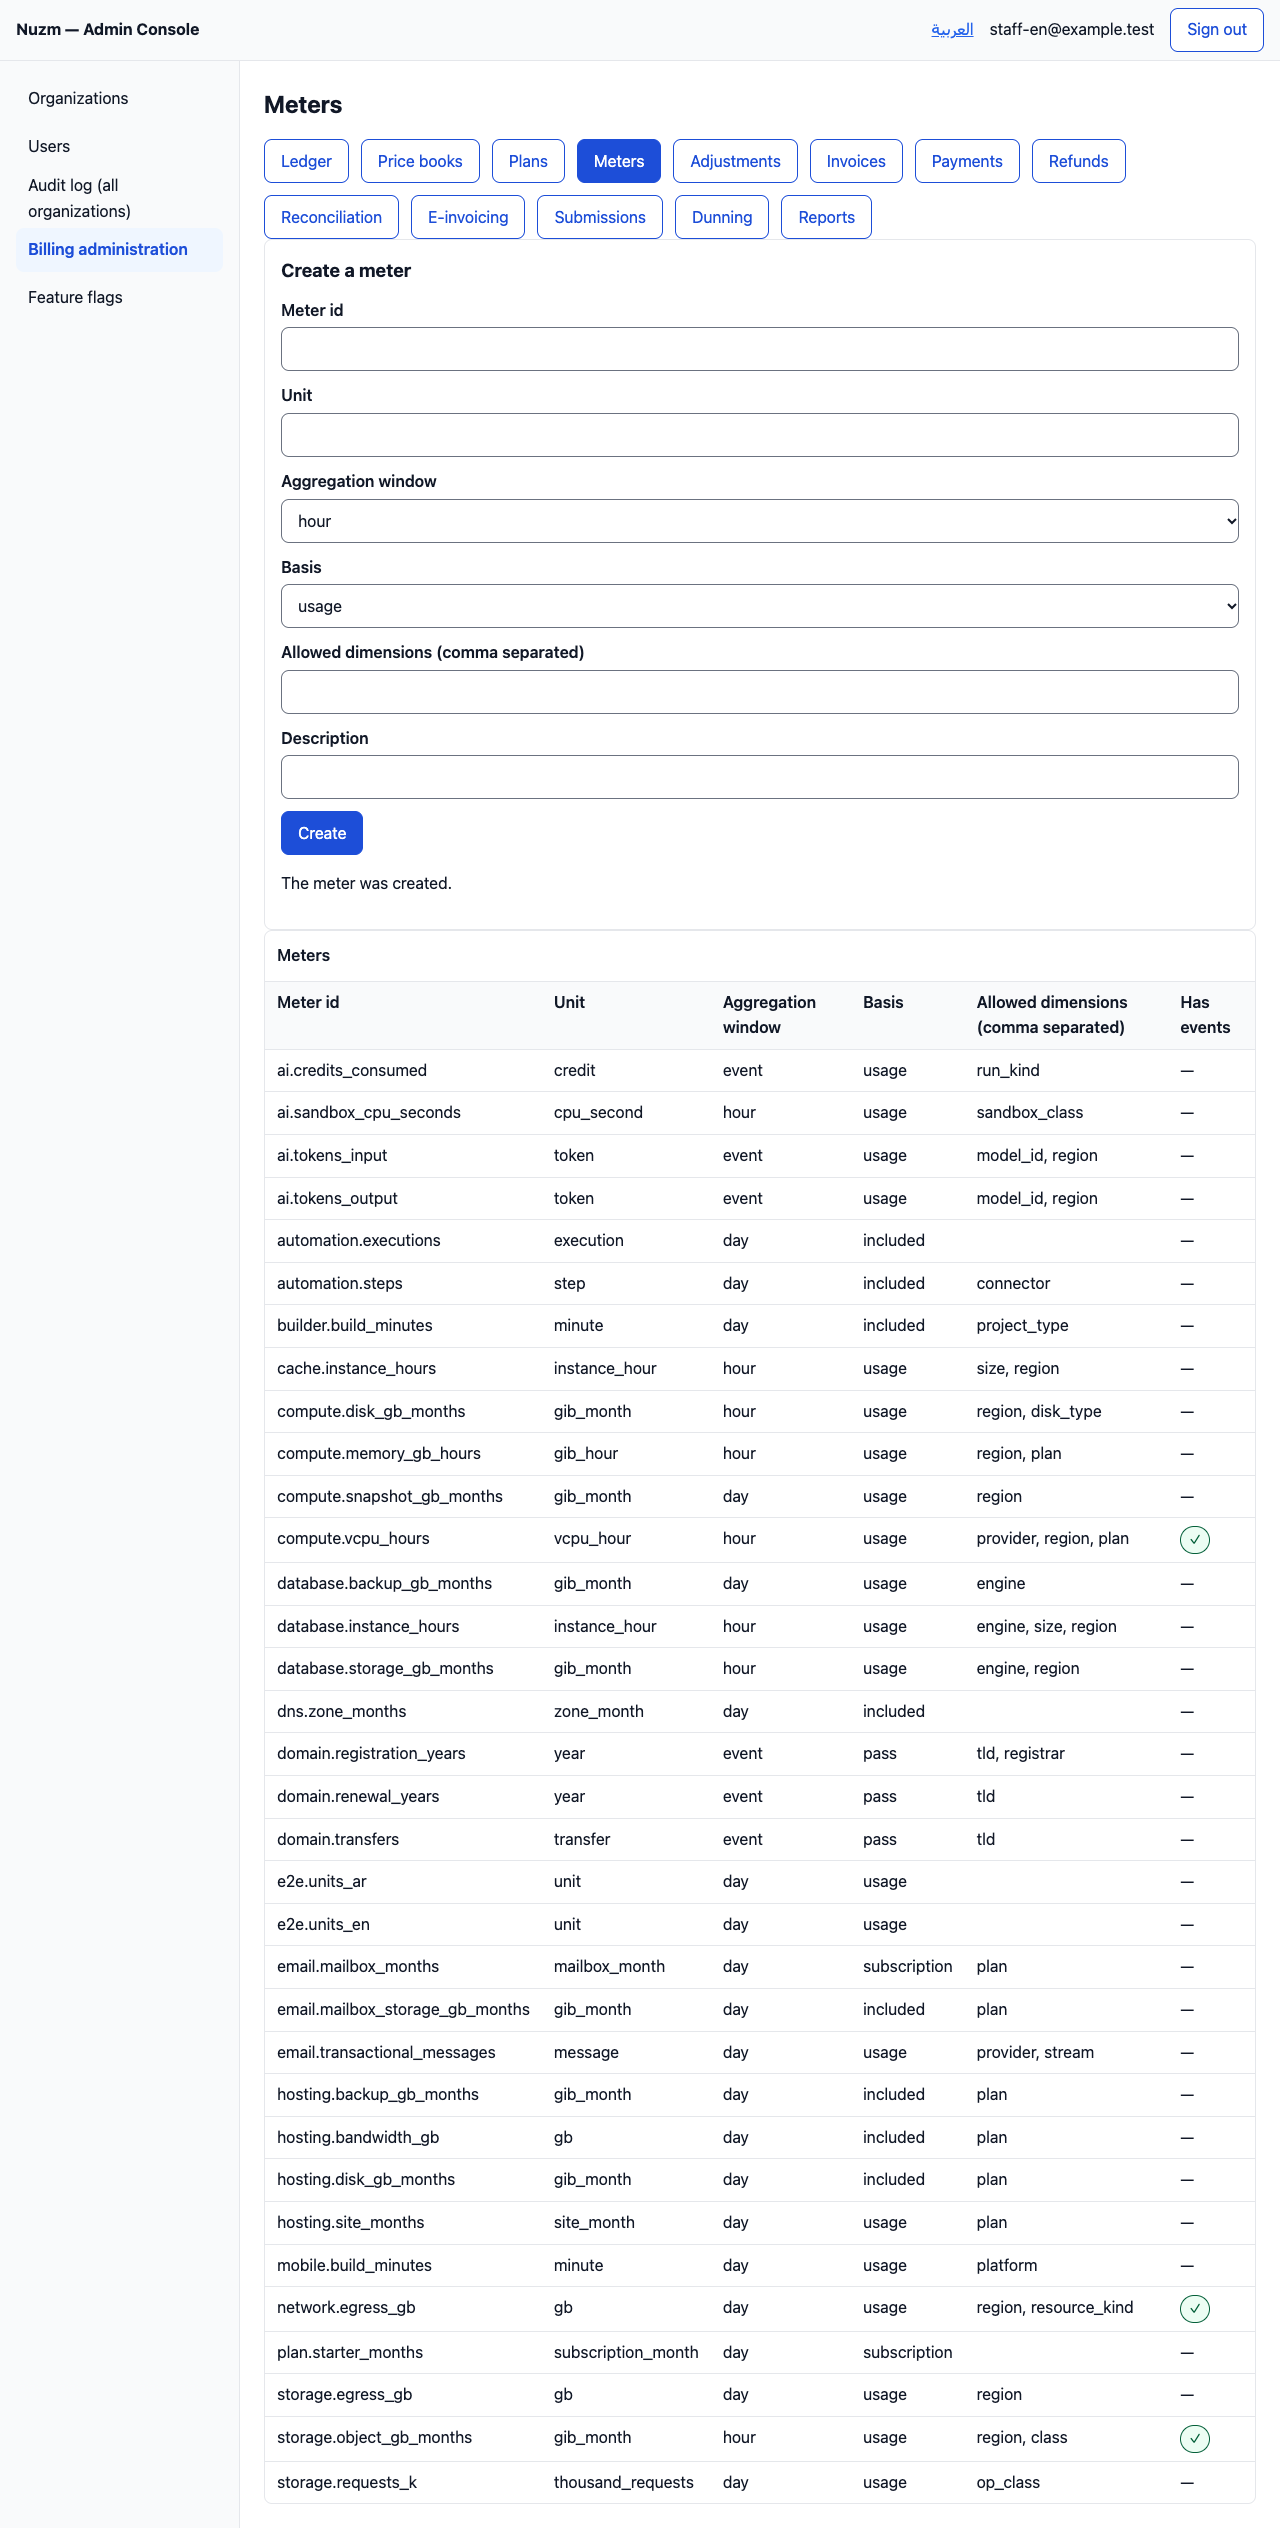 Nuzm — Admin Console
العربية
staff-en@example.test
Sign out
Organizations
Users
Audit log (all
organizations)
Billing administration
Feature flags
Meters
Ledger
Price books
Plans
Meters
Adjustments
Invoices
Payments
Refunds
Reconciliation
E-invoicing
Submissions
Dunning
Reports
Create a meter
Meter id
Unit
Aggregation window
hour
Basis
usage
Allowed dimensions (comma separated)
Description
Create
The meter was created.
Meters
Meter id Unit Aggregation window Basis Allowed dimensions (comma separated) Has events
ai.credits_consumed credit event usage run_kind —
ai.sandbox_cpu_seconds cpu_second hour usage sandbox_class —
ai.tokens_input token event usage model_id, region —
ai.tokens_output token event usage model_id, region —
automation.executions execution day included —
automation.steps step day included connector —
builder.build_minutes minute day included project_type —
cache.instance_hours instance_hour hour usage size, region —
compute.disk_gb_months gib_month hour usage region, disk_type —
compute.memory_gb_hours gib_hour hour usage region, plan —
compute.snapshot_gb_months gib_month day usage region —
compute.vcpu_hours vcpu_hour hour usage provider, region, plan ✓
database.backup_gb_months gib_month day usage engine —
database.instance_hours instance_hour hour usage engine, size, region —
database.storage_gb_months gib_month hour usage engine, region —
dns.zone_months zone_month day included —
domain.registration_years year event pass tld, registrar —
domain.renewal_years year event pass tld —
domain.transfers transfer event pass tld —
e2e.units_ar unit day usage —
e2e.units_en unit day usage —
email.mailbox_months mailbox_month day subscription plan —
email.mailbox_storage_gb_months gib_month day included plan —
email.transactional_messages message day usage provider, stream —
hosting.backup_gb_months gib_month day included plan —
hosting.bandwidth_gb gb day included plan —
hosting.disk_gb_months gib_month day included plan —
hosting.site_months site_month day usage plan —
mobile.build_minutes minute day usage platform —
network.egress_gb gb day usage region, resource_kind ✓
plan.starter_months subscription_month day subscription —
storage.egress_gb gb day usage region —
storage.object_gb_months gib_month hour usage region, class ✓
storage.requests_k thousand_requests day usage op_class —